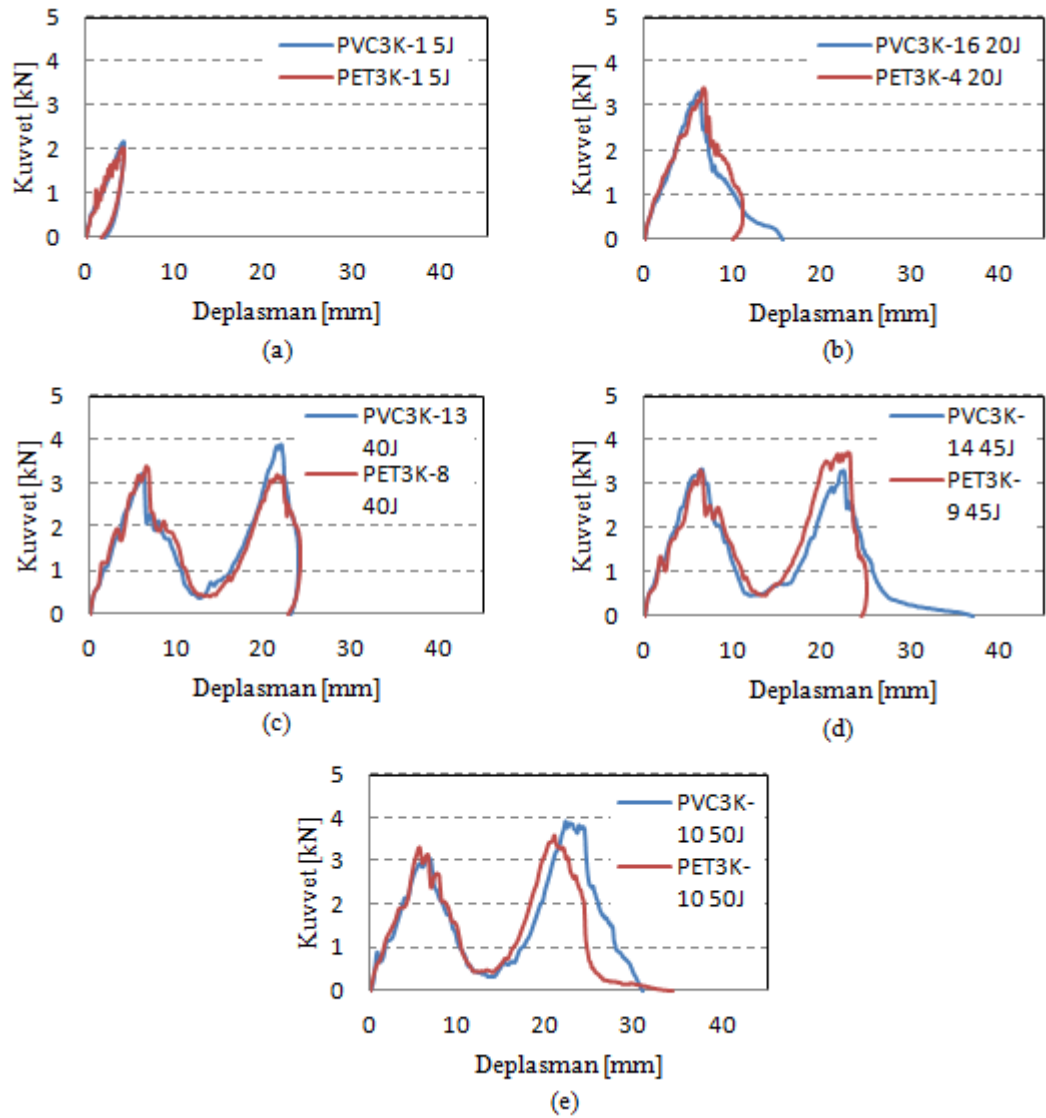 5
4
3
2
1
0
Kuvvet [kN]
PVC3K-1 5J
PET3K-1 5J
0 10 20 30 40
Deplasman [mm]
(a)
5
4
3
2
1
0
Kuvvet [kN]
PVC3K-16 20J
PET3K-4 20J
0 10 20 30 40
Deplasman [mm]
(b)
5
4
3
2
1
0
Kuvvet [kN]
PVC3K-13
40J
PET3K-8
40J
0 10 20 30 40
Deplasman [mm]
(c)
5
4
3
2
1
0
Kuvvet [kN]
PVC3K-
14 45J
PET3K-
9 45J
0 10 20 30 40
Deplasman [mm]
(d)
5
4
3
2
1
0
Kuvvet [kN]
PVC3K-
10 50J
PET3K-
10 50J
0 10 20 30 40
Deplasman [mm]
(e)